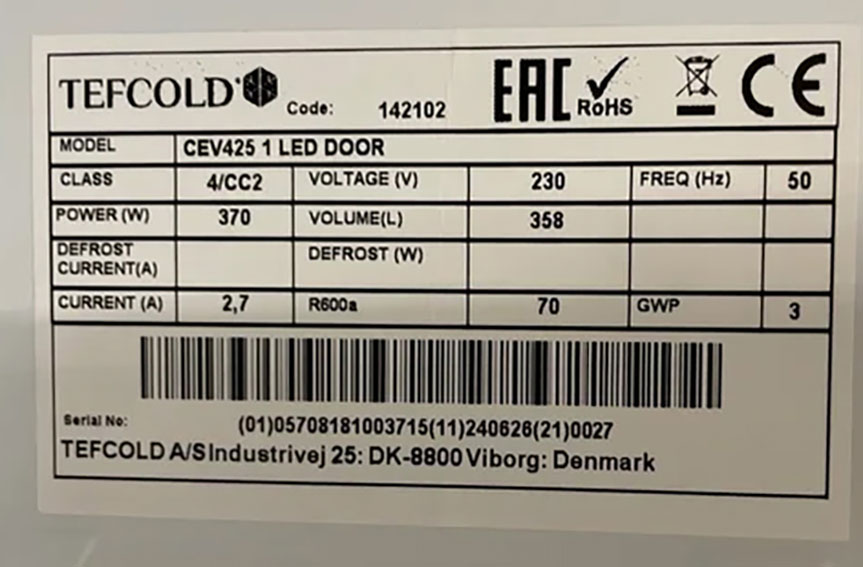 TEFCOLD Code: 142102 EAC RoHS CE
MODEL CEV425 1 LED DOOR
CLASS 4/CC2 VOLTAGE (V) 230 FREQ (Hz) 50
POWER (W) 370 VOLUME(L) 358
DEFROST CURRENT(A) DEFROST (W)
CURRENT (A) 2,7 R600a 70 GWP 3
Serial No: (01)05708181003715(11)240626(21)0027
TEFCOLD A/S Industrivej 25: DK-8800 Viborg: Denmark